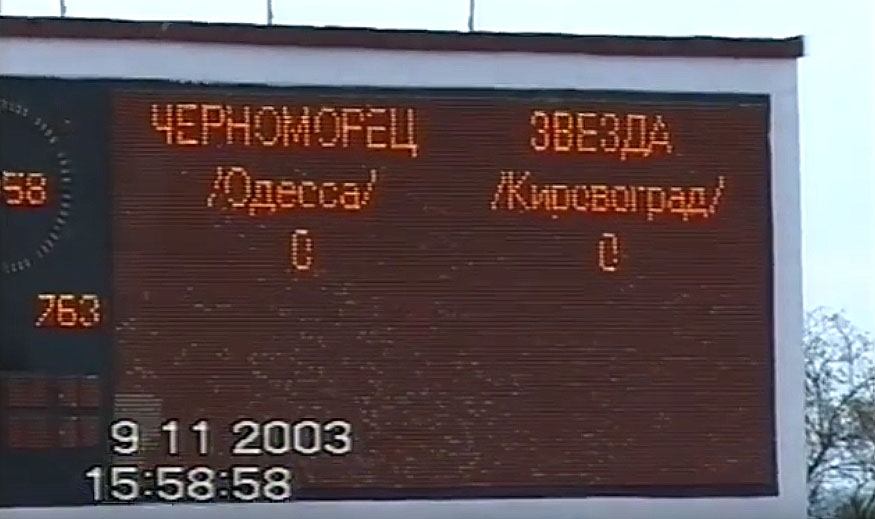 ЧЕРНОМОРЕЦ ЗВЕЗДА
58 /Одесса/ /Кировоград/
0 0
763
9 11 2003
15:58:58